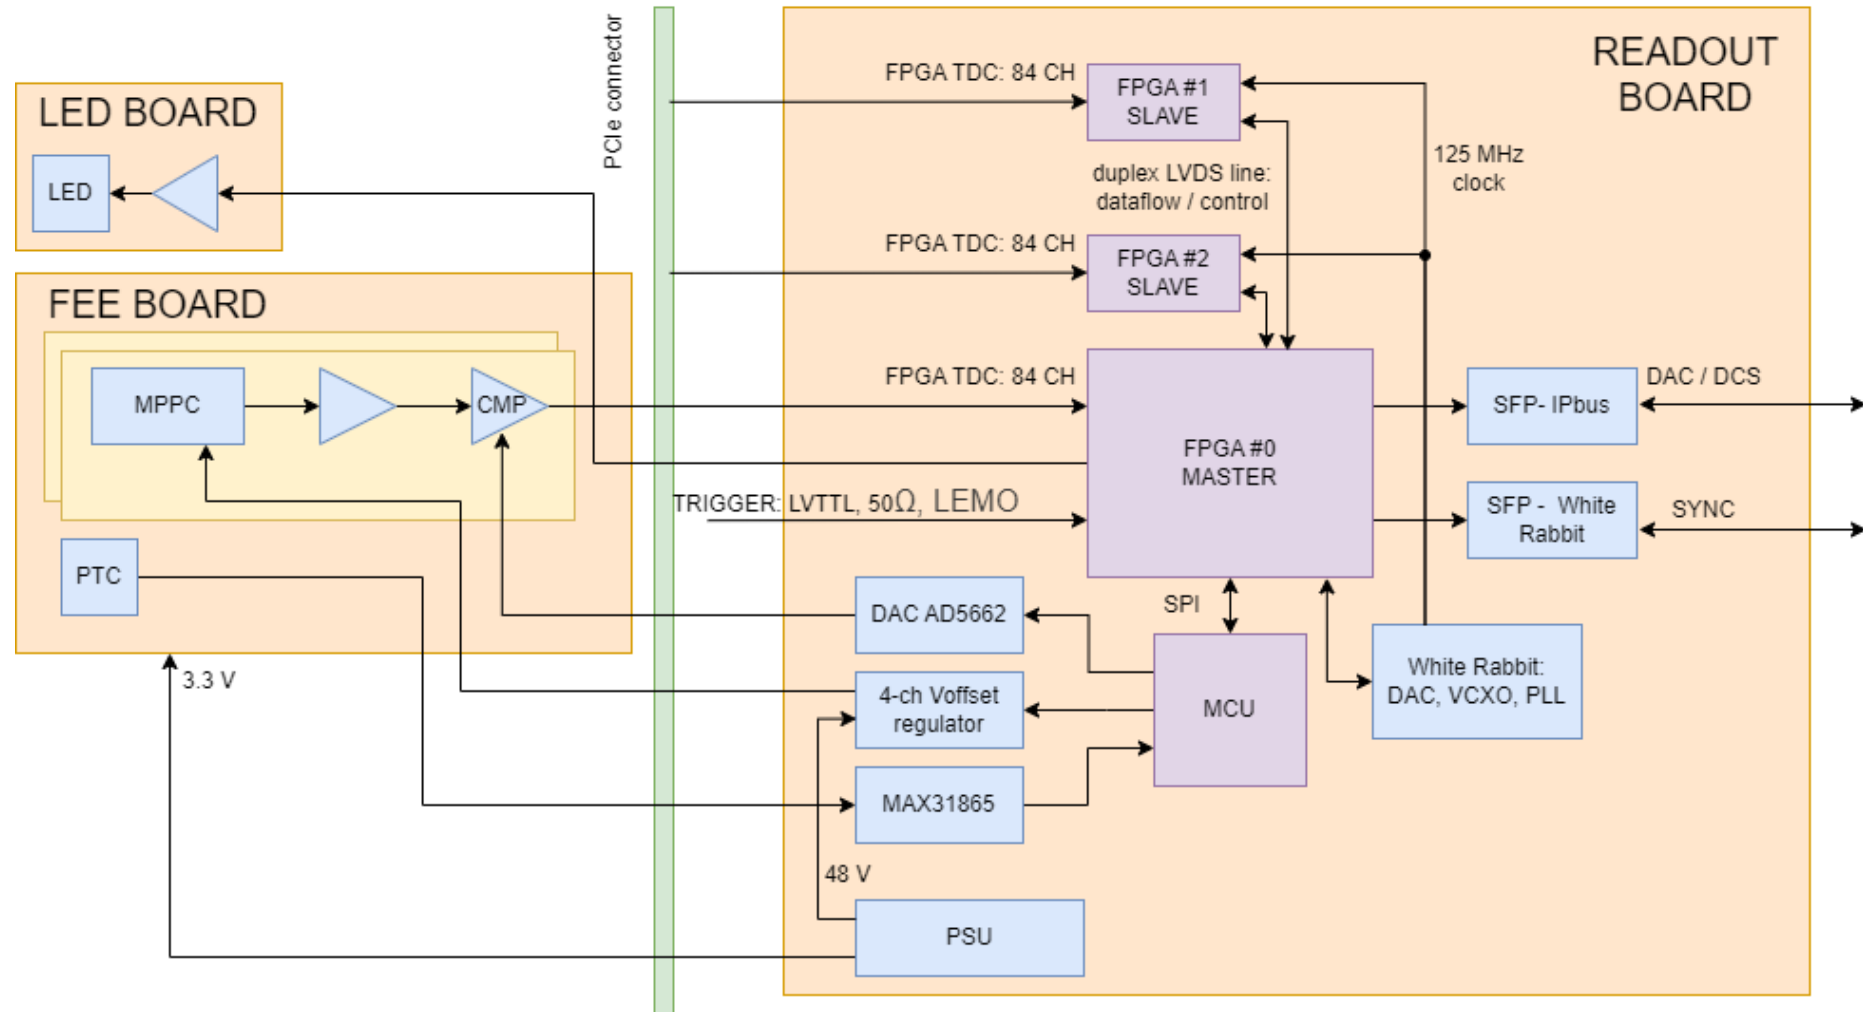 READOUT
BOARD
PCIe connector
LED BOARD
LED
FPGA TDC: 84 CH
FPGA #1
SLAVE
125 MHz
clock
duplex LVDS line:
dataflow / control
FPGA TDC: 84 CH
FPGA #2
SLAVE
FEE BOARD
MPPC
CMP
FPGA TDC: 84 CH
FPGA #0
MASTER
SFP- IPbus
DAC / DCS
TRIGGER: LVTTL, 50Ω, LEMO
SFP - White
Rabbit
SYNC
PTC
DAC AD5662
SPI
3.3 V
4-ch Voffset
regulator
MCU
White Rabbit:
DAC, VCXO, PLL
MAX31865
48 V
PSU